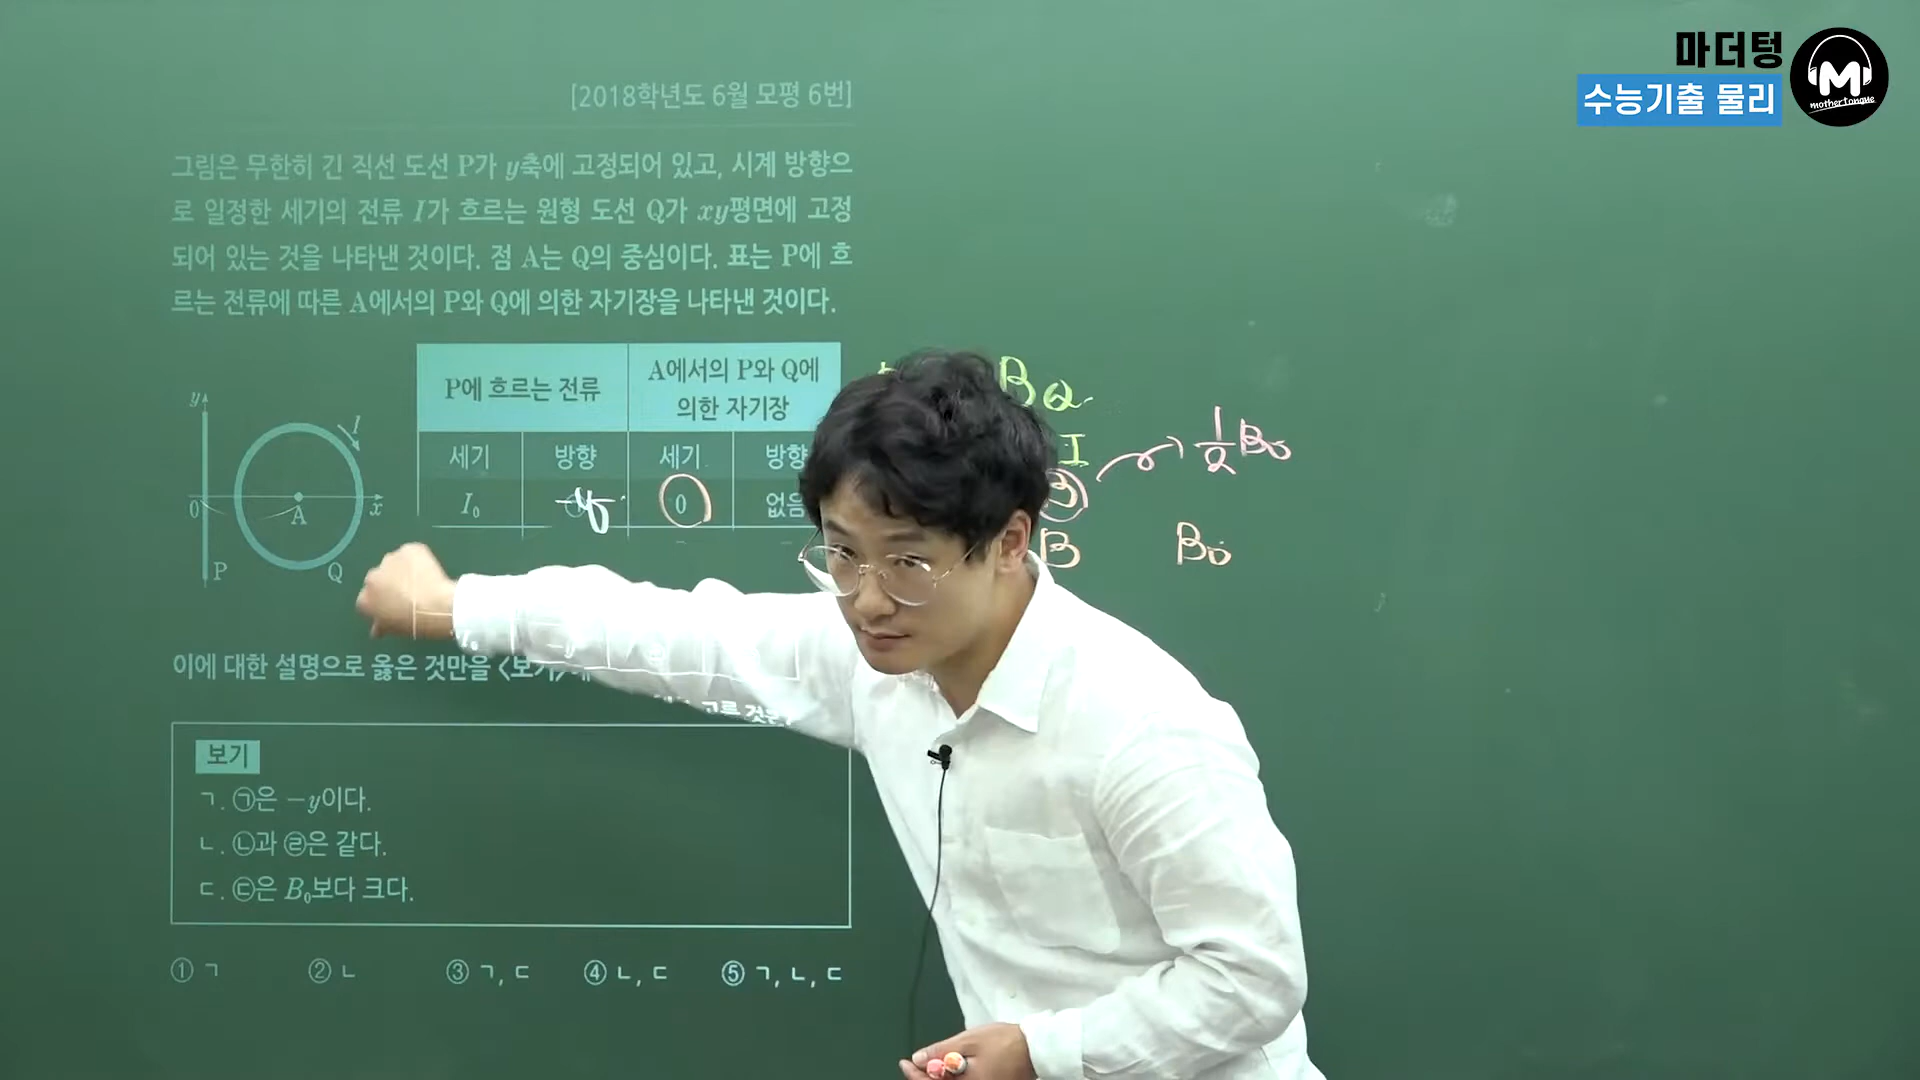 마더텅
수능기출 물리
M
mothertongue
[2018학년도 6월 모평 6번]
그림은 무한히 긴 직선 도선 P가 y축에 고정되어 있고, 시계 방향으
로 일정한 세기의 전류 I가 흐르는 원형 도선 Q가 xy평면에 고정
되어 있는 것을 나타낸 것이다. 점 A는 Q의 중심이다. 표는 P에 흐
르는 전류에 따른 A에서의 P와 Q에 의한 자기장을 나타낸 것이다.
P에 흐르는 전류
A에서의 P와 Q에
의한 자기장
세기 방향 세기 방향
I₀ -y 0 없음
y
I
0 A x
P Q
BQ
I
B
1/2 B₀
B B₀
이에 대한 설명으로 옳은 것만을 <보기>
고른 것은?
보기
ㄱ. ㉠은 -y이다.
ㄴ. ㉡과 ㉣은 같다.
ㄷ. ㉢은 B₀보다 크다.
① ㄱ ② ㄴ ③ ㄱ, ㄷ ④ ㄴ, ㄷ ⑤ ㄱ, ㄴ, ㄷ